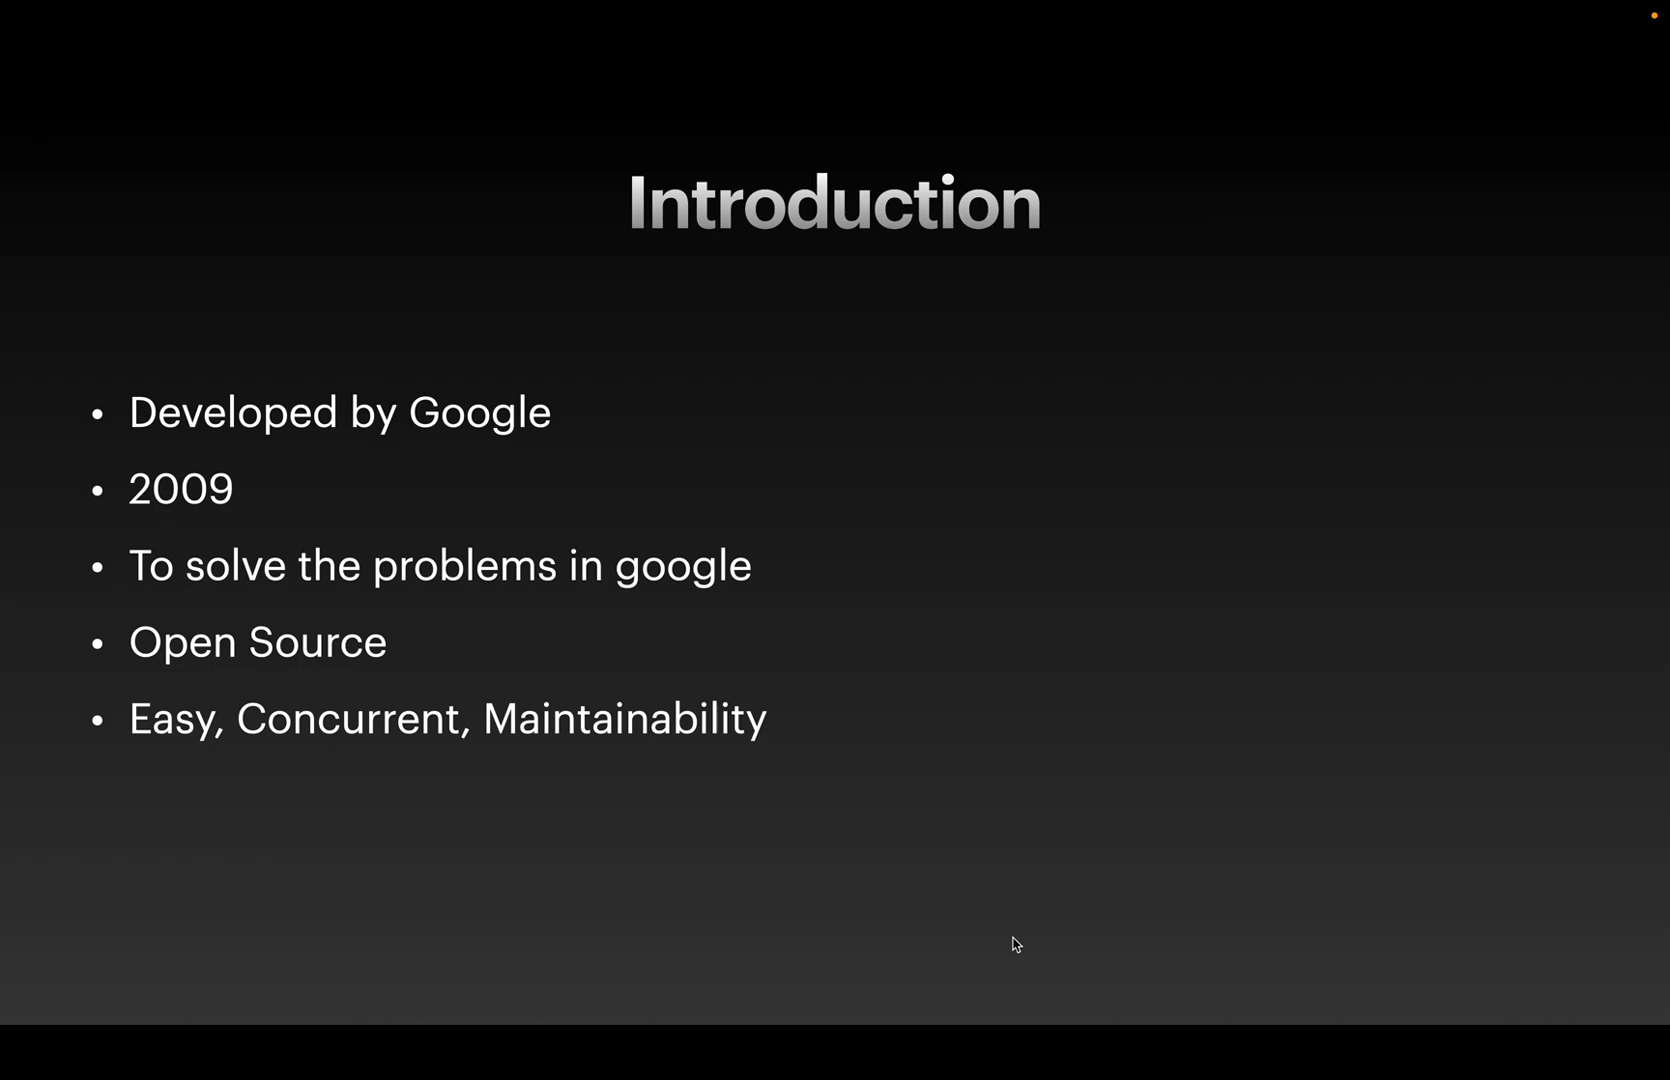 Introduction
• Developed by Google
• 2009
• To solve the problems in google
• Open Source
• Easy, Concurrent, Maintainability